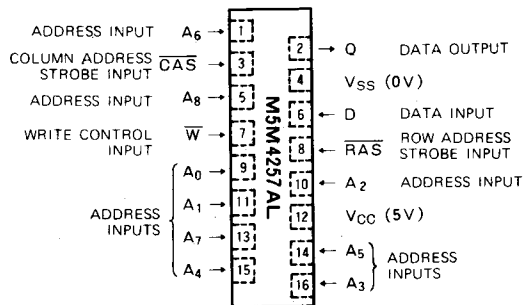 ADDRESS INPUT A6 → 1
2 → Q DATA OUTPUT
COLUMN ADDRESS
STROBE INPUT CAS → 3
4 VSS (0V)
ADDRESS INPUT A8 → 5
6 ← D DATA INPUT
WRITE CONTROL
INPUT W → 7
8 ← RAS ROW ADDRESS
STROBE INPUT
A0 → 9
10 ← A2 ADDRESS INPUT
ADDRESS
INPUTS
A1 → 11
12 VCC (5V)
A7 → 13
14 ← A5
ADDRESS
INPUTS
A4 → 15
16 ← A3
M5M4257AL